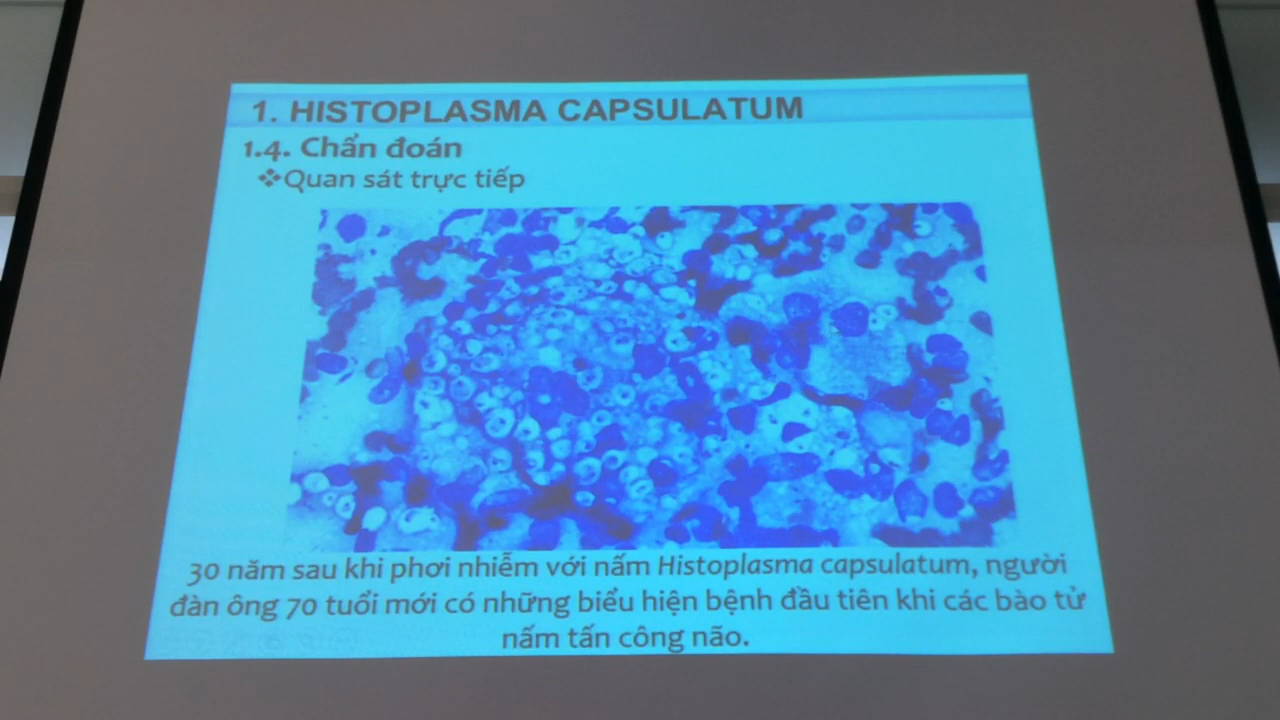 1. HISTOPLASMA CAPSULATUM
1.4. Chẩn đoán
❖Quan sát trực tiếp
30 năm sau khi phơi nhiễm với nấm Histoplasma capsulatum, người
đàn ông 70 tuổi mới có những biểu hiện bệnh đầu tiên khi các bào tử
nấm tấn công não.